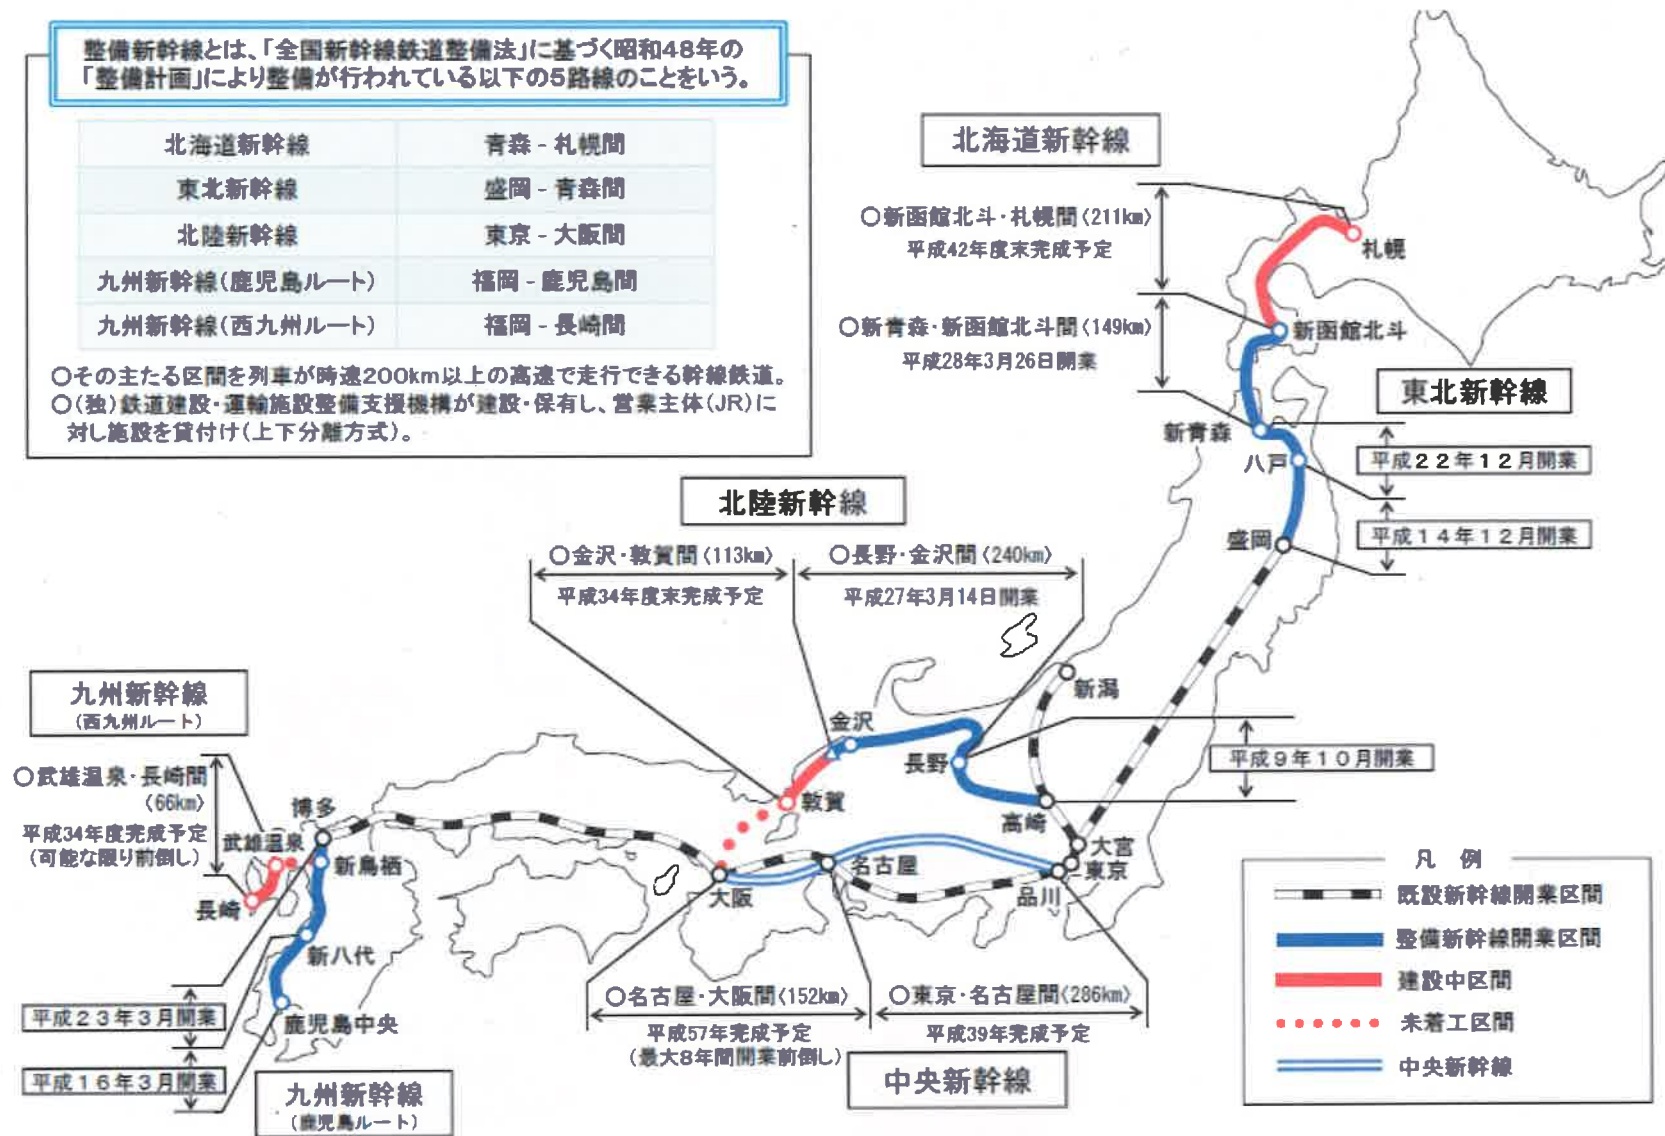 整備新幹線とは、「全国新幹線鉄道整備法」に基づく昭和48年の
「整備計画」により整備が行われている以下の5路線のことをいう。
北海道新幹線 青森 - 札幌間
東北新幹線 盛岡 - 青森間
北陸新幹線 東京 - 大阪間
九州新幹線(鹿児島ルート) 福岡 - 鹿児島間
九州新幹線(西九州ルート) 福岡 - 長崎間
○その主たる区間を列車が時速200km以上の高速で走行できる幹線鉄道。
○(独)鉄道建設・運輸施設整備支援機構が建設・保有し、営業主体(JR)に
対し施設を貸付け(上下分離方式)。
北海道新幹線
○新函館北斗・札幌間(211km)
平成42年度末完成予定
札幌
○新青森・新函館北斗間(149km)
平成28年3月26日開業
新函館北斗
東北新幹線
新青森
八戸
平成22年12月開業
盛岡
平成14年12月開業
北陸新幹線
○金沢・敦賀間(113km)
平成34年度末完成予定
○長野・金沢間(240km)
平成27年3月14日開業
新潟
金沢
長野
平成9年10月開業
敦賀
高崎
大宮
東京
品川
名古屋
大阪
九州新幹線
(西九州ルート)
○武雄温泉・長崎間
(66km)
平成34年度完成予定
(可能な限り前倒し)
博多
武雄温泉
新鳥栖
長崎
新八代
鹿児島中央
平成23年3月開業
平成16年3月開業
九州新幹線
(鹿児島ルート)
○名古屋・大阪間(152km)
平成57年完成予定
(最大8年間開業前倒し)
○東京・名古屋間(286km)
平成39年完成予定
中央新幹線
凡 例
既設新幹線開業区間
整備新幹線開業区間
建設中区間
未着工区間
中央新幹線